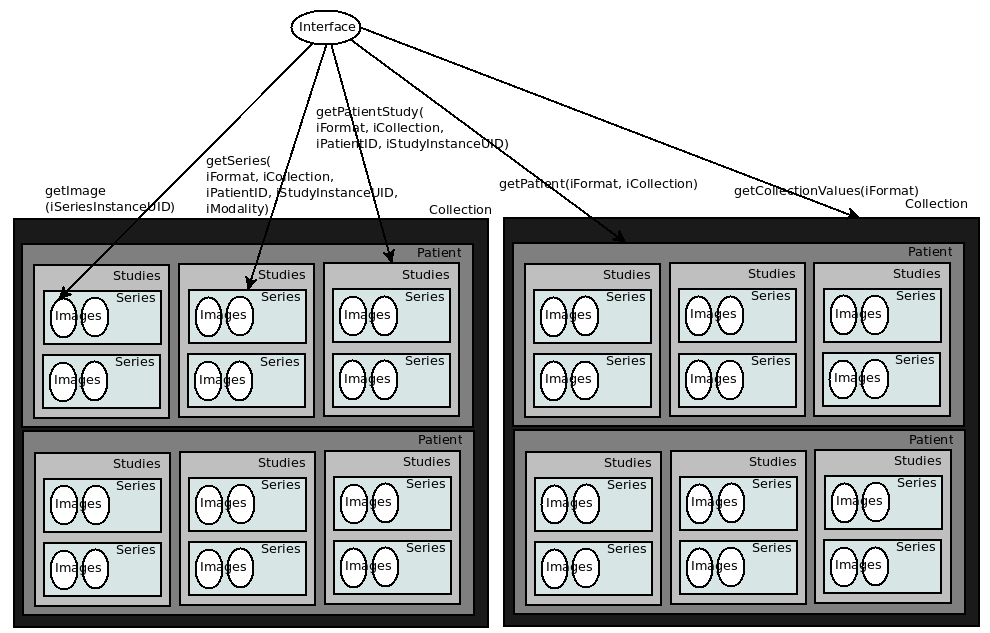 Interface
getPatientStudy(
iFormat, iCollection,
iPatientID, iStudyInstanceUID)
getSeries(
iFormat, iCollection,
iPatientID, iStudyInstanceUID,
iModality)
getImage
(iSeriesInstanceUID)
getPatient(iFormat, iCollection)
getCollectionValues(iFormat)
Collection
Patient
Studies
Series
Images
Series
Images
Studies
Series
Images
Series
Images
Studies
Series
Images
Series
Images
Patient
Studies
Series
Images
Series
Images
Studies
Series
Images
Series
Images
Studies
Series
Images
Series
Images
Collection
Patient
Studies
Series
Images
Series
Images
Studies
Series
Images
Series
Images
Studies
Series
Images
Series
Images
Patient
Studies
Series
Images
Series
Images
Studies
Series
Images
Series
Images
Studies
Series
Images
Series
Images